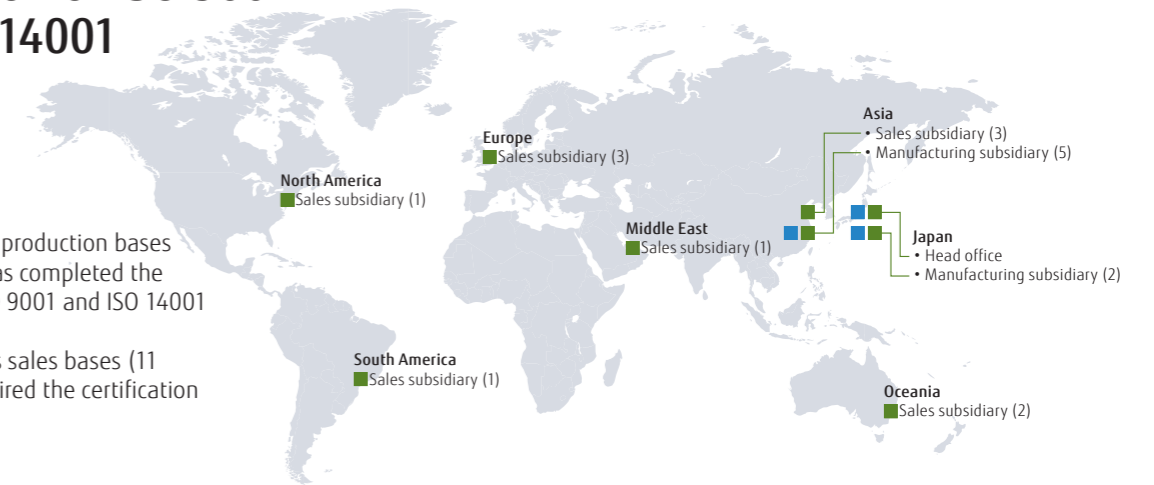 14001
production bases
as completed the
9001 and ISO 14001
s sales bases (11
ired the certification
North America
Sales subsidiary (1)
Europe
Sales subsidiary (3)
Middle East
Sales subsidiary (1)
South America
Sales subsidiary (1)
Asia
• Sales subsidiary (3)
• Manufacturing subsidiary (5)
Japan
• Head office
• Manufacturing subsidiary (2)
Oceania
Sales subsidiary (2)